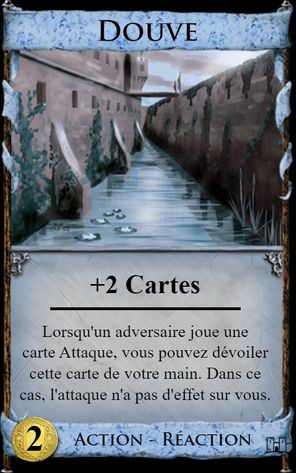 DOUVE
+2 Cartes
Lorsqu'un adversaire joue une
carte Attaque, vous pouvez dévoiler
cette carte de votre main. Dans ce
cas, l'attaque n'a pas d'effet sur vous.
2 ACTION - RÉACTION